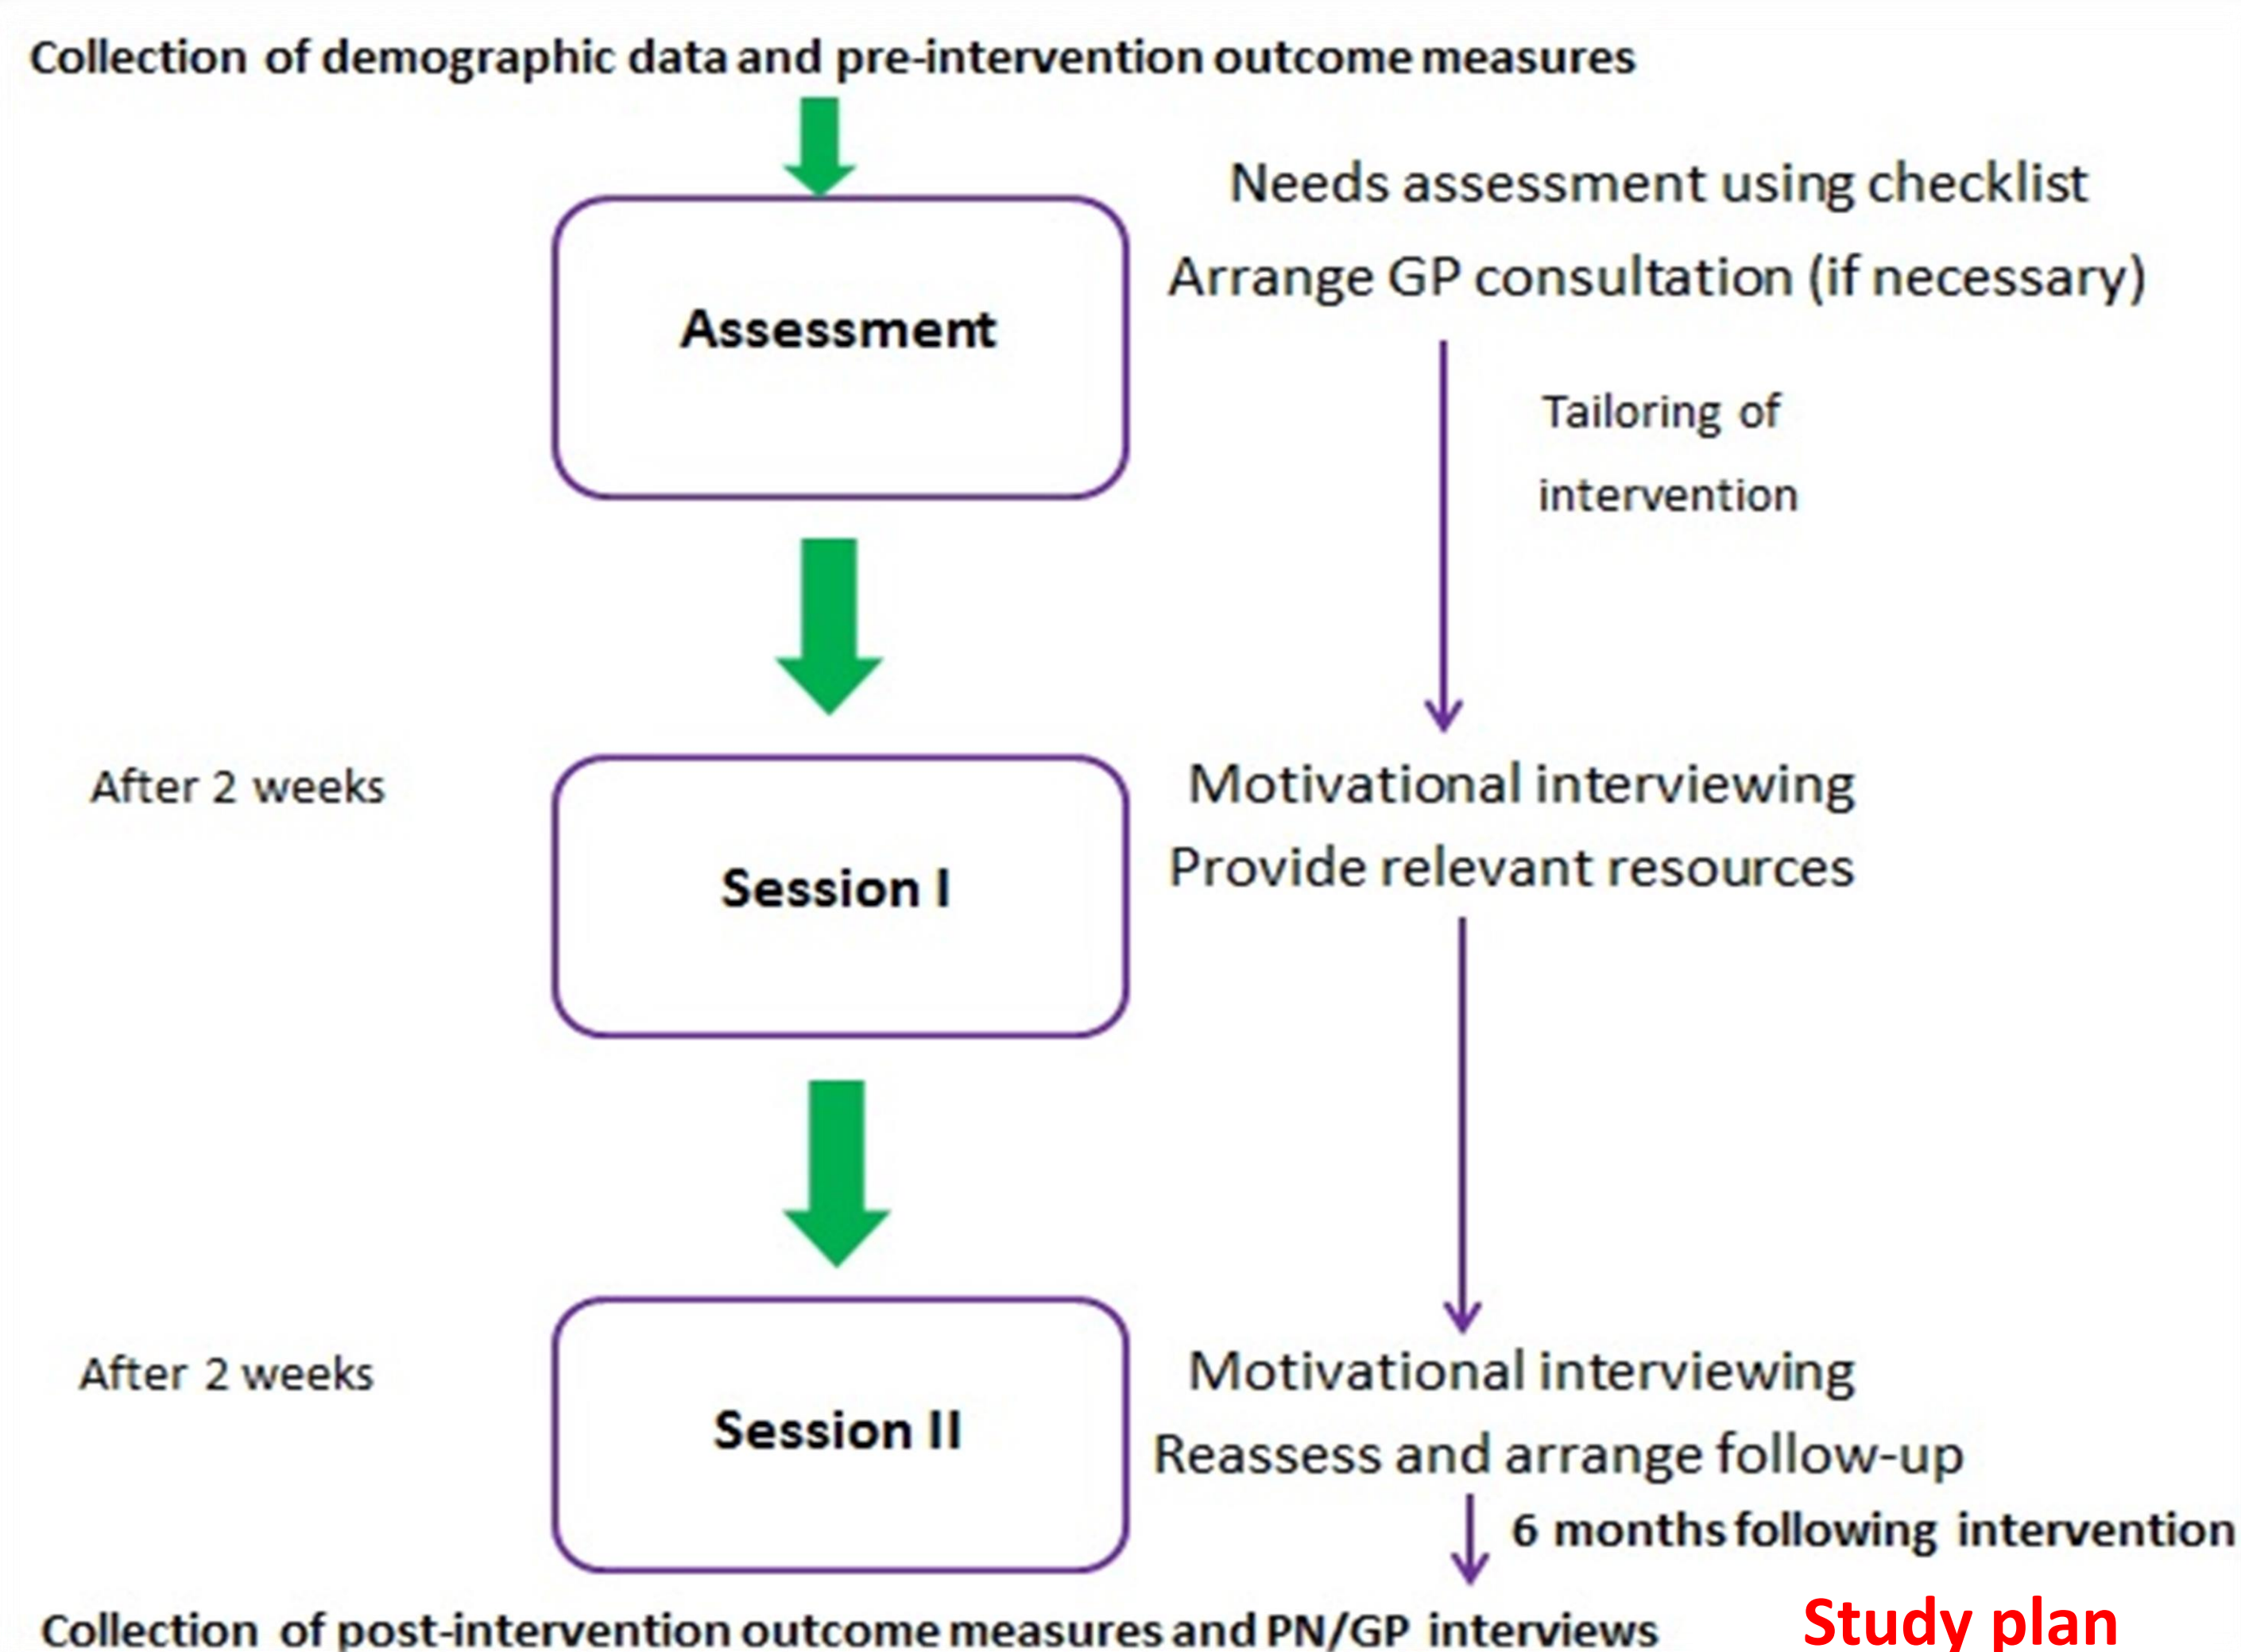 Collection of demographic data and pre-intervention outcome measures
Needs assessment using checklist
Arrange GP consultation (if necessary)
Assessment
Tailoring of
intervention
After 2 weeks
Motivational interviewing
Provide relevant resources
Session I
After 2 weeks
Motivational interviewing
Reassess and arrange follow-up
Session II
6 months following intervention
Collection of post-intervention outcome measures and PN/GP interviews
Study plan